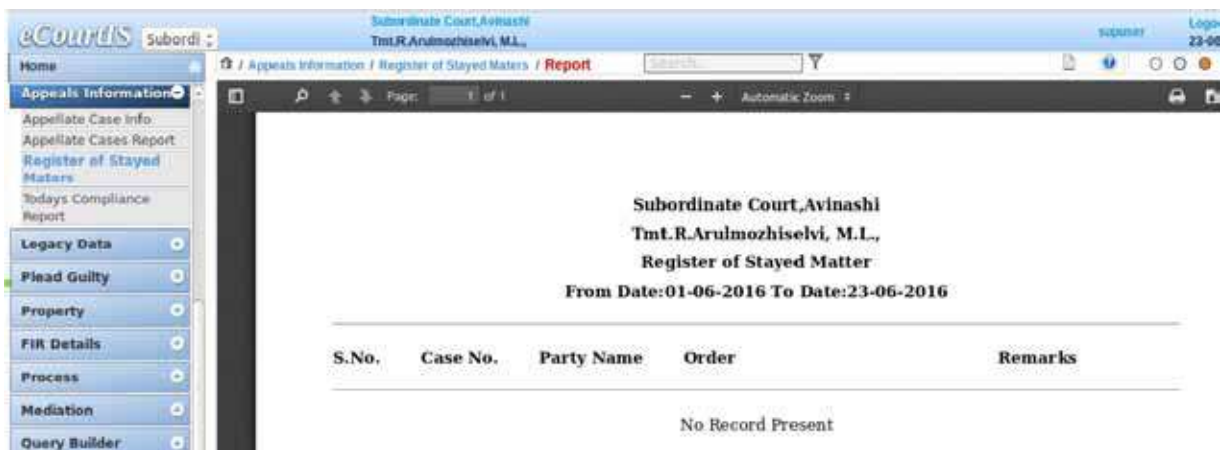 eCourtIS Subordi
Subordinate Court,Avinashi
Tmt.R.Arulmozhiselvi, M.L.,
Home
/ Appeals Information / Register of Stayed Maters / Report
Search...
Appeals Information
Appellate Case Info
Appellate Cases Report
Register of Stayed
Maters
Todays Compliance
Report
Legacy Data
Plead Guilty
Property
FIR Details
Process
Mediation
Query Builder
Page: 1 of 1
Automatic Zoom
Subordinate Court,Avinashi
Tmt.R.Arulmozhiselvi, M.L.,
Register of Stayed Matter
From Date:01-06-2016 To Date:23-06-2016
S.No. Case No. Party Name Order Remarks
No Record Present